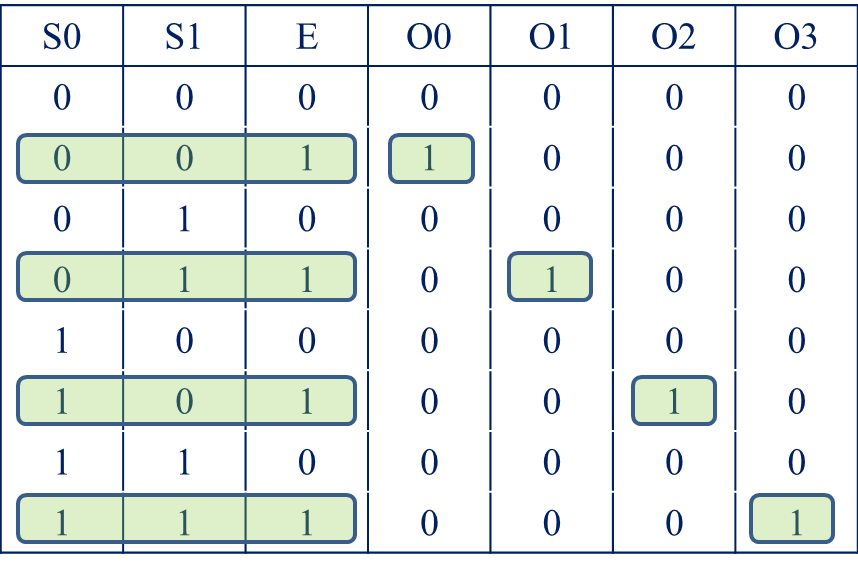 S0 S1 E O0 O1 O2 O3
0 0 0 0 0 0 0
0 0 1 1 0 0 0
0 1 0 0 0 0 0
0 1 1 0 1 0 0
1 0 0 0 0 0 0
1 0 1 0 0 1 0
1 1 0 0 0 0 0
1 1 1 0 0 0 1